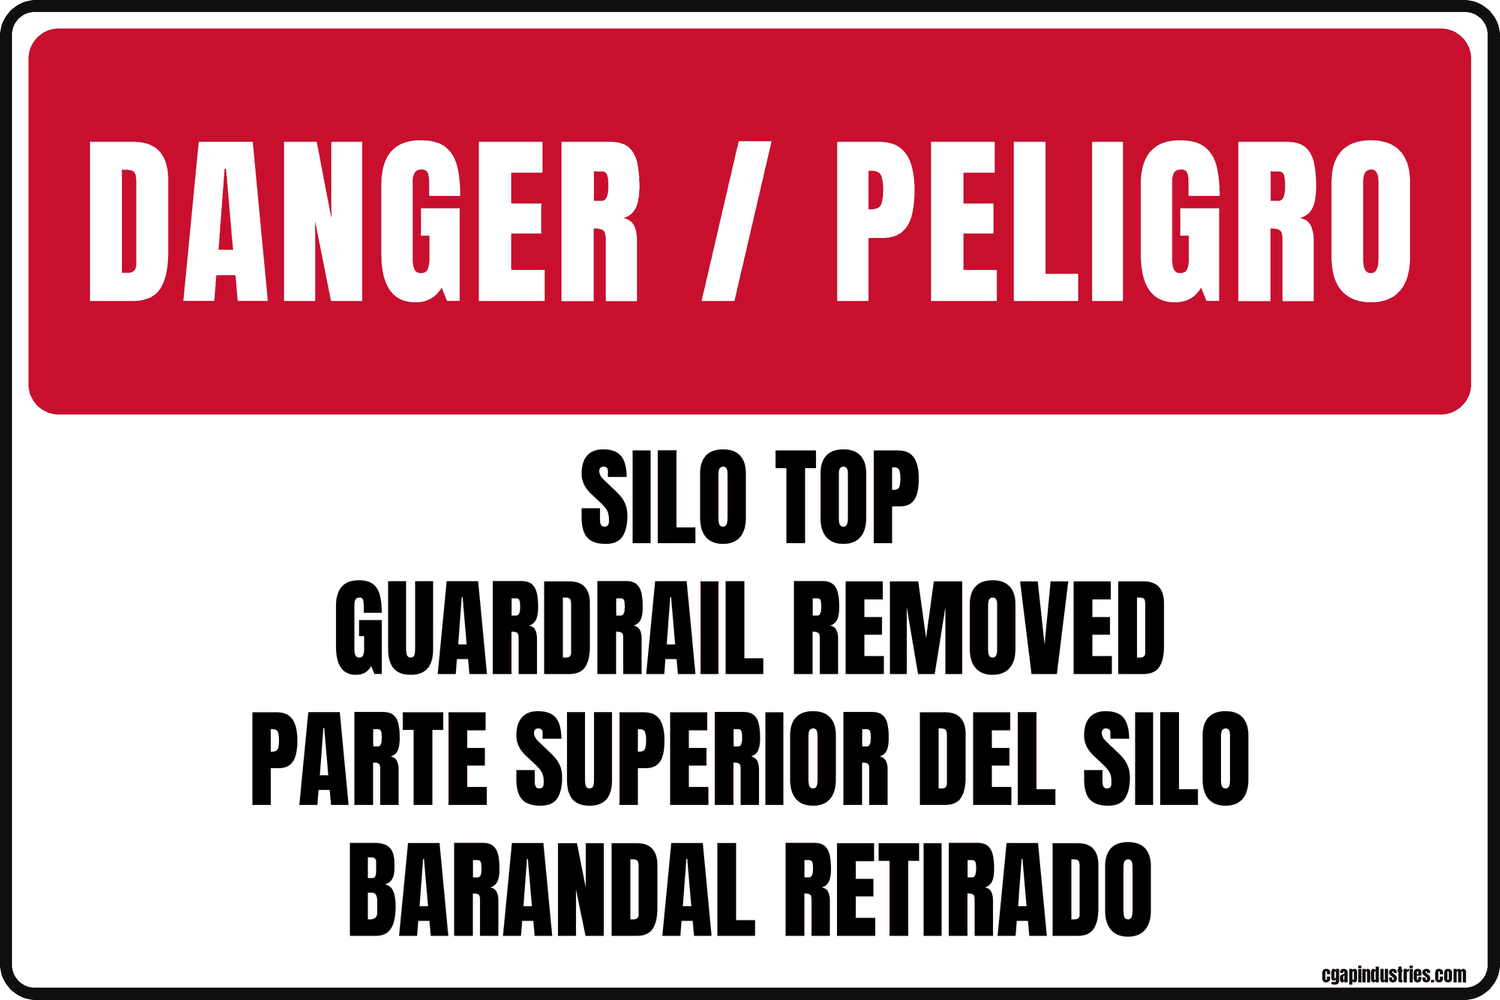 DANGER / PELIGRO
SILO TOP
GUARDRAIL REMOVED
PARTE SUPERIOR DEL SILO
BARANDAL RETIRADO
cgapindustries.com